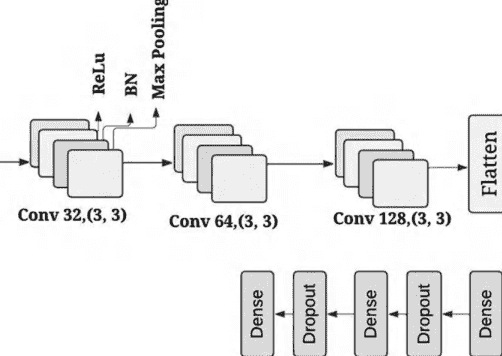 ReLu
BN
Max Pooling
Conv 32,(3, 3)
Conv 64,(3, 3)
Conv 128,(3, 3)
Flatten
Dense
Dropout
Dense
Dropout
Dense